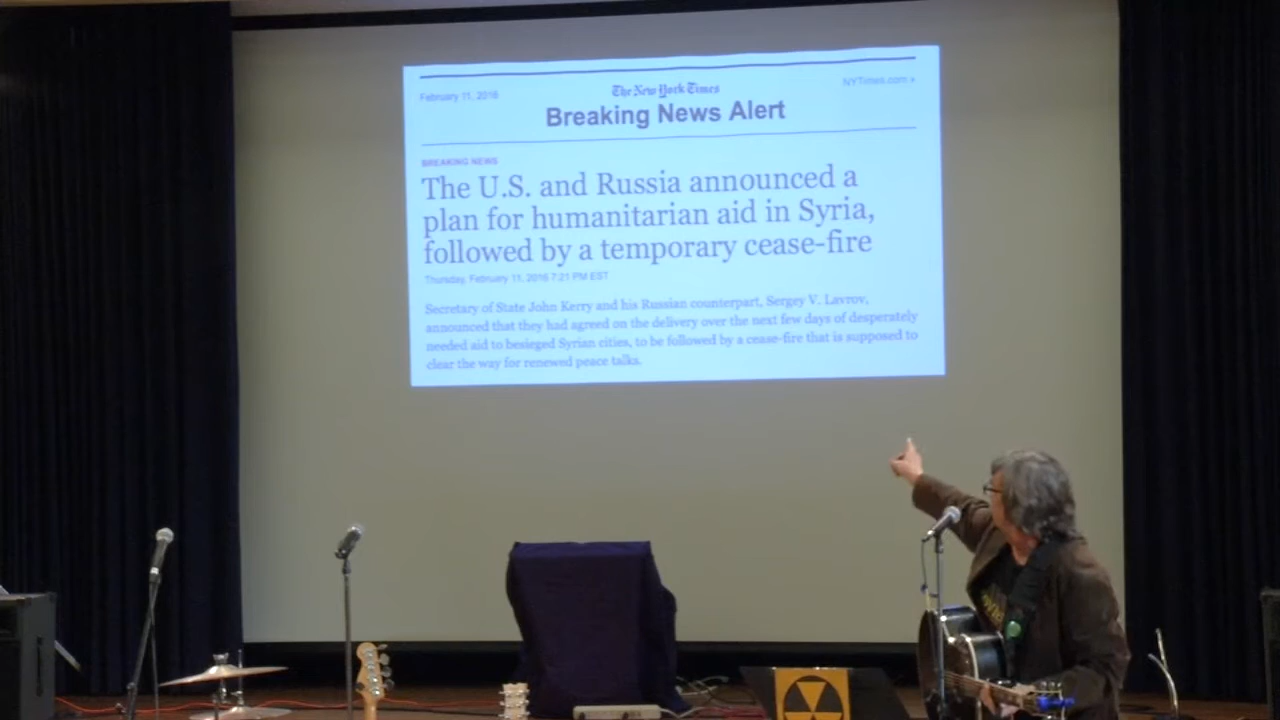 February 11, 2016
The New York Times
NYTimes.com »
Breaking News Alert
BREAKING NEWS
The U.S. and Russia announced a
plan for humanitarian aid in Syria,
followed by a temporary cease-fire
Thursday, February 11, 2016 7:21 PM EST
Secretary of State John Kerry and his Russian counterpart, Sergey V. Lavrov,
announced that they had agreed on the delivery over the next few days of desperately
needed aid to besieged Syrian cities, to be followed by a cease-fire that is supposed to
clear the way for renewed peace talks.